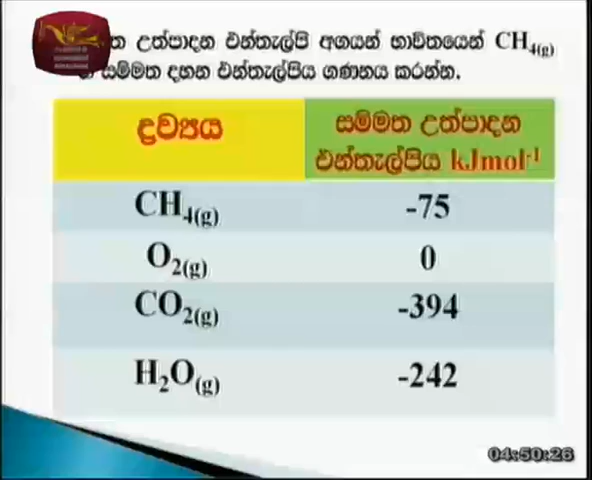 ත උත්පාදන එන්තැල්පි අගයන් භාවිතයෙන් CH4(g)
සම්මත දහන එන්තැල්පිය ගණනය කරන්න.
ද්‍රව්‍යය
සම්මත උත්පාදන
එන්තැල්පිය kJmol-1
CH4(g)
-75
O2(g)
0
CO2(g)
-394
H2O(g)
-242
04:50:26